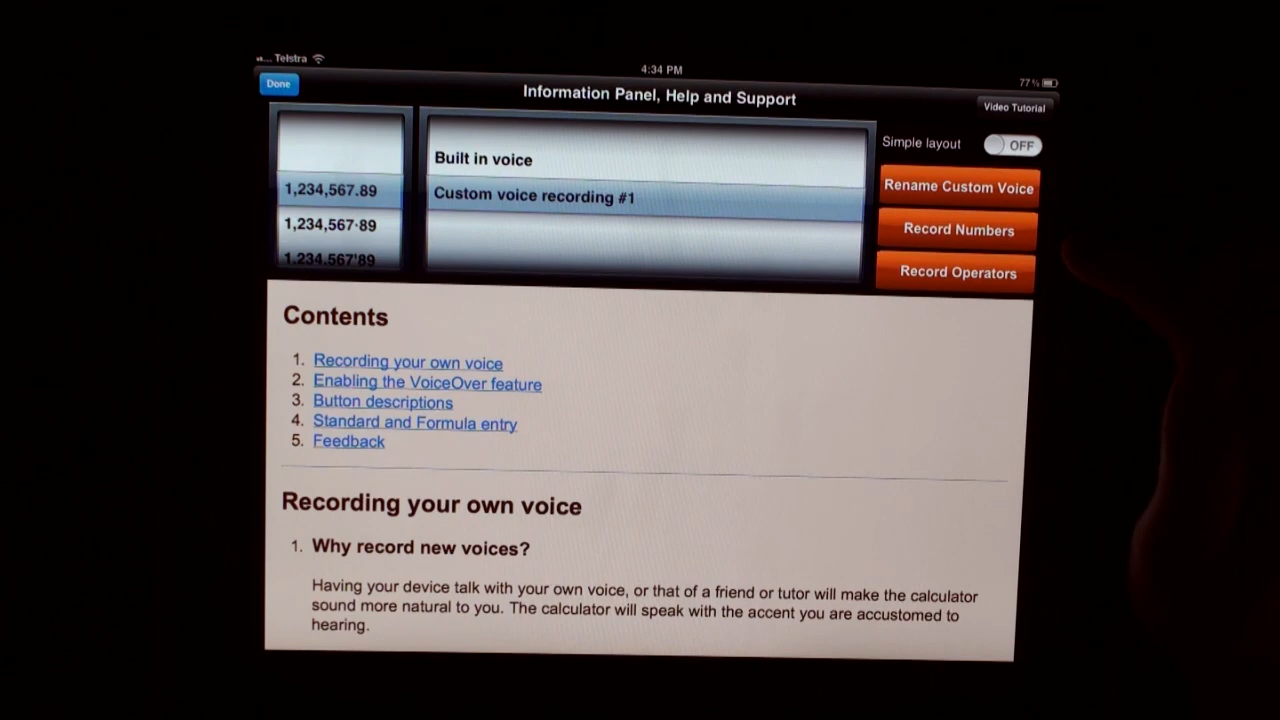 Telstra
4:34 PM
77%
Done
Information Panel, Help and Support
Video Tutorial
Simple layout OFF
1,234,567.89
1,234,567·89
1.234.567'89
Built in voice
Custom voice recording #1
Rename Custom Voice
Record Numbers
Record Operators
Contents
1. Recording your own voice
2. Enabling the VoiceOver feature
3. Button descriptions
4. Standard and Formula entry
5. Feedback
Recording your own voice
1. Why record new voices?
Having your device talk with your own voice, or that of a friend or tutor will make the calculator
sound more natural to you. The calculator will speak with the accent you are accustomed to
hearing.